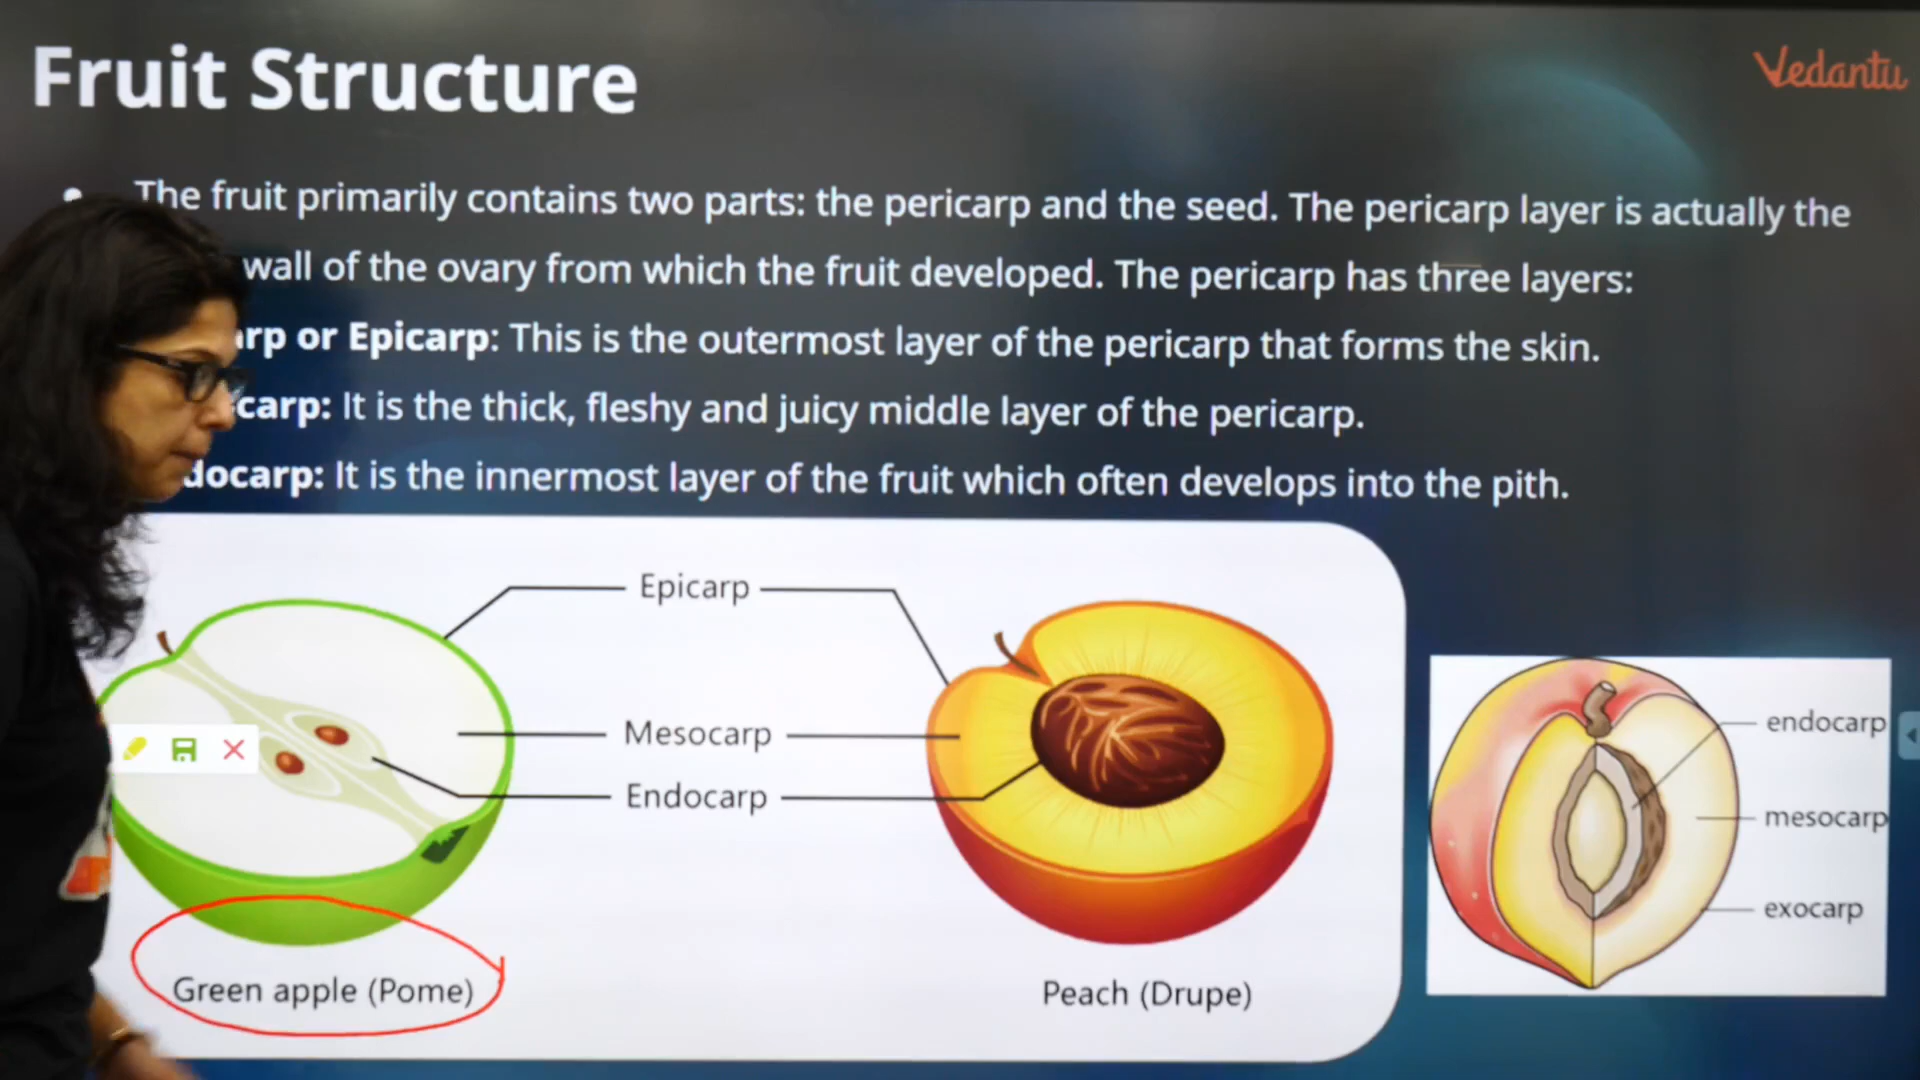 Fruit Structure
Vedantu
The fruit primarily contains two parts: the pericarp and the seed. The pericarp layer is actually the
wall of the ovary from which the fruit developed. The pericarp has three layers:
arp or Epicarp: This is the outermost layer of the pericarp that forms the skin.
carp: It is the thick, fleshy and juicy middle layer of the pericarp.
docarp: It is the innermost layer of the fruit which often develops into the pith.
Epicarp
Mesocarp
Endocarp
Green apple (Pome)
Peach (Drupe)
endocarp
mesocarp
exocarp